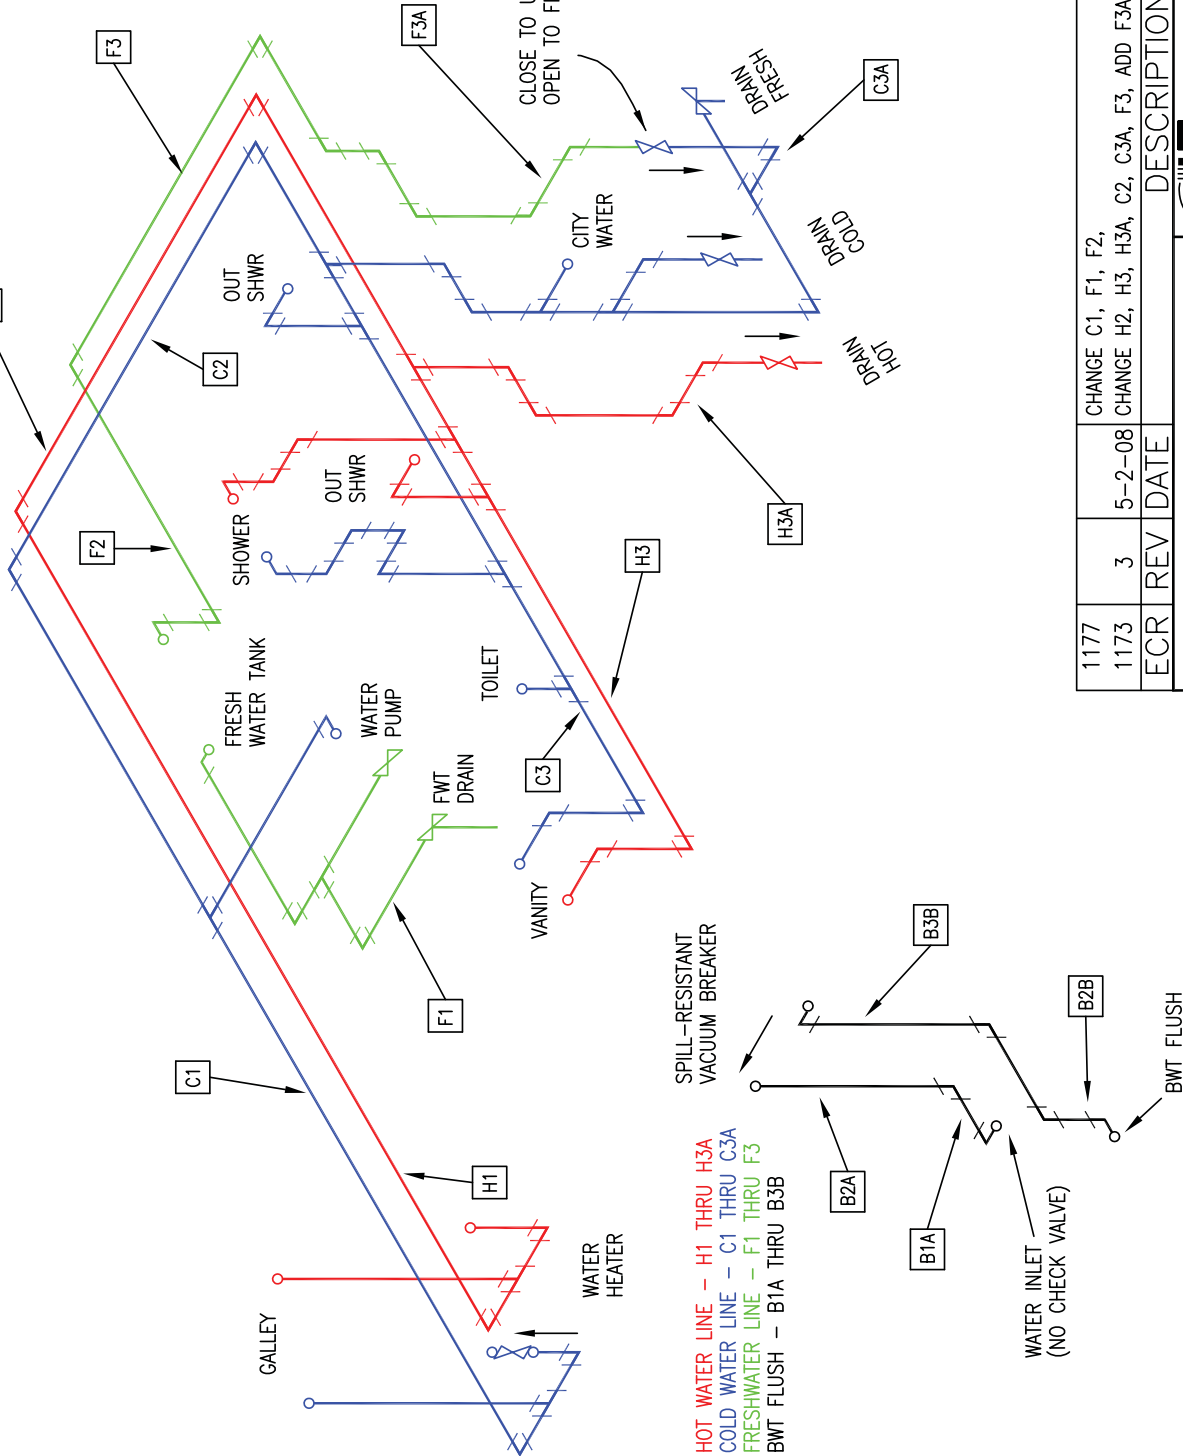 F3
F3A
CLOSE TO
OPEN TO
DRAIN
FRESH
C3A
CITY
WATER
DRAIN
COLD
OUT
SHWR
C2
DRAIN
HOT
F2
SHOWER
OUT
SHWR
H3A
H3
FRESH
WATER TANK
WATER
PUMP
TOILET
C3
FWT
DRAIN
VANITY
F1
C1
H1
GALLEY
WATER
HEATER
SPILL-RESISTANT
VACUUM BREAKER
B3B
B2B
B2A
B1A
BWT FLUSH
WATER INLET
(NO CHECK VALVE)
HOT WATER LINE - H1 THRU H3A
COLD WATER LINE - C1 THRU C3A
FRESHWATER LINE - F1 THRU F3
BWT FLUSH - B1A THRU B3B
1177 CHANGE C1, F1, F2,
1173 3 5-2-08 CHANGE H2, H3, H3A, C2, C3A, F3, ADD F3A
ECR REV DATE DESCRIPTION